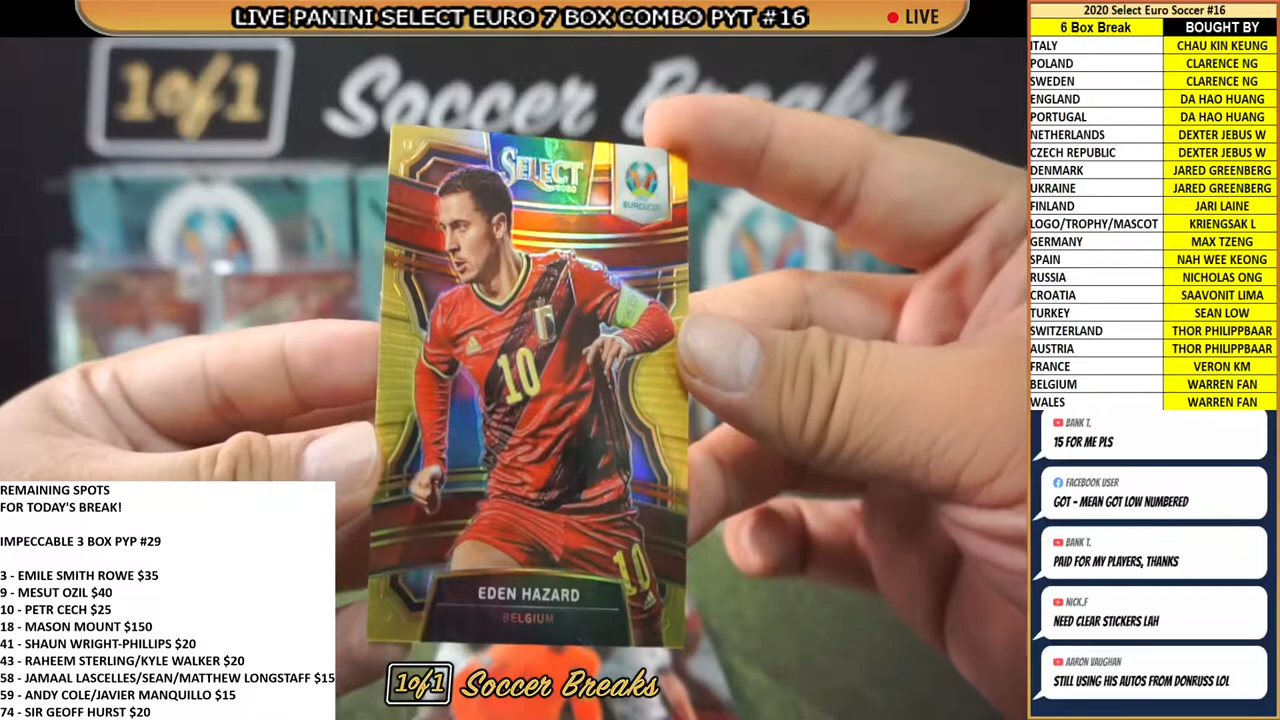 LIVE PANINI SELECT EURO 7 BOX COMBO PYT #16
LIVE
1of1 Soccer Breaks
SELECT
2020
EURO2020
10
10
EDEN HAZARD
BELGIUM
1of1 Soccer Breaks
REMAINING SPOTS
FOR TODAY'S BREAK!
IMPECCABLE 3 BOX PYP #29
3 - EMILE SMITH ROWE $35
9 - MESUT OZIL $40
10 - PETR CECH $25
18 - MASON MOUNT $150
41 - SHAUN WRIGHT-PHILLIPS $20
43 - RAHEEM STERLING/KYLE WALKER $20
58 - JAMAAL LASCELLES/SEAN/MATTHEW LONGSTAFF $15
59 - ANDY COLE/JAVIER MANQUILLO $15
74 - SIR GEOFF HURST $20
2020 Select Euro Soccer #16
6 Box Break BOUGHT BY
ITALY CHAU KIN KEUNG
POLAND CLARENCE NG
SWEDEN CLARENCE NG
ENGLAND DA HAO HUANG
PORTUGAL DA HAO HUANG
NETHERLANDS DEXTER JEBUS W
CZECH REPUBLIC DEXTER JEBUS W
DENMARK JARED GREENBERG
UKRAINE JARED GREENBERG
FINLAND JARI LAINE
LOGO/TROPHY/MASCOT KRIENGSAK L
GERMANY MAX TZENG
SPAIN NAH WEE KEONG
RUSSIA NICHOLAS ONG
CROATIA SAAVONIT LIMA
TURKEY SEAN LOW
SWITZERLAND THOR PHILIPPBAAR
AUSTRIA THOR PHILIPPBAAR
FRANCE VERON KM
BELGIUM WARREN FAN
WALES WARREN FAN
BANK T.
15 FOR ME PLS
FACEBOOK USER
GOT - MEAN GOT LOW NUMBERED
BANK T.
PAID FOR MY PLAYERS, THANKS
NICK.F
NEED CLEAR STICKERS LAH
AARON VAUGHAN
STILL USING HIS AUTOS FROM DONRUSS LOL